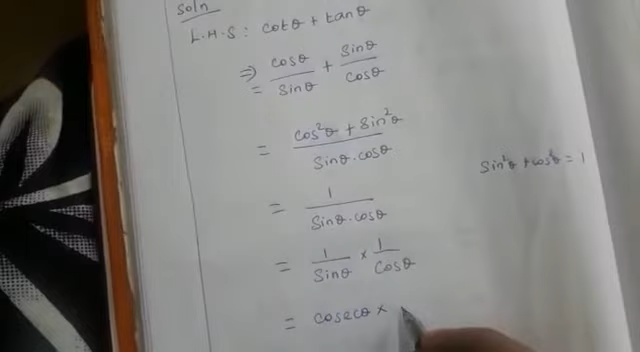 Soln
L.H.S : cotθ + tanθ
⇒ = cosθ/sinθ + sinθ/cosθ
= cos²θ + sin²θ / sinθ.cosθ
sin²θ + cos²θ = 1
= 1 / sinθ.cosθ
= 1/sinθ × 1/cosθ
= cosecθ ×